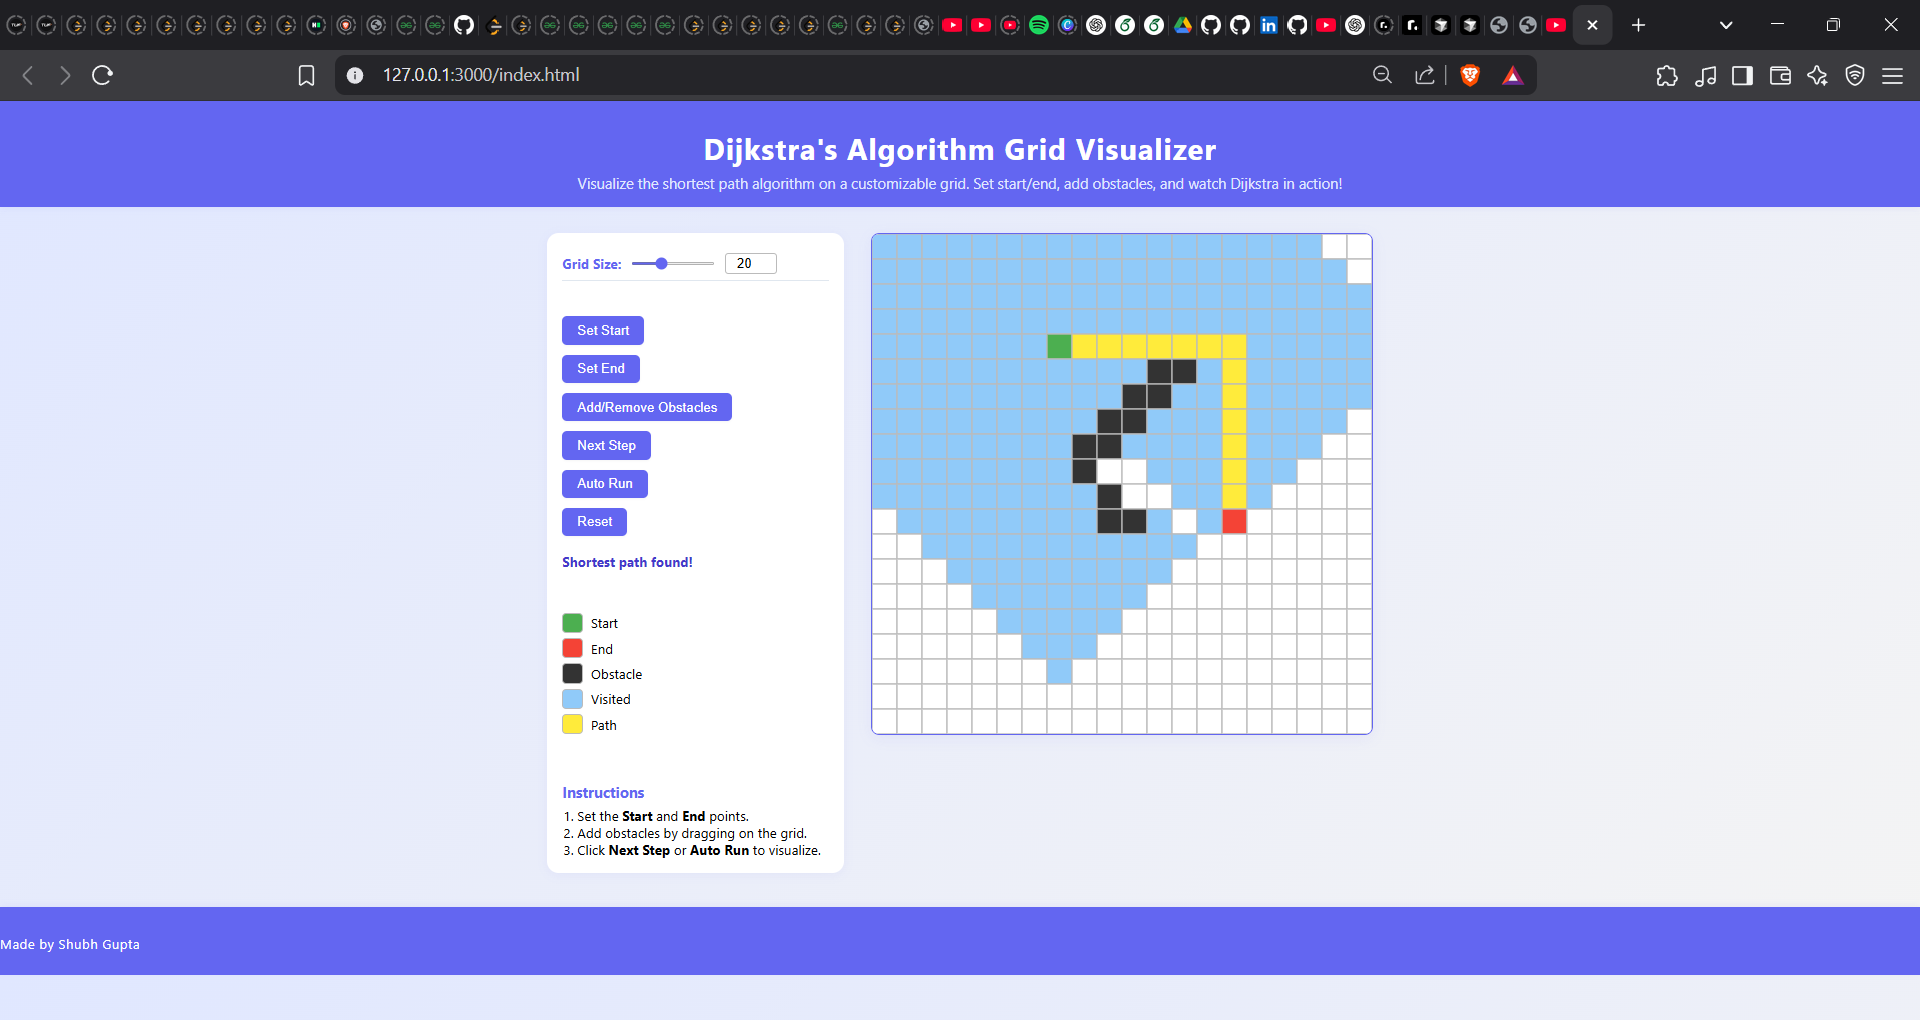 127.0.0.1:3000/index.html
Dijkstra's Algorithm Grid Visualizer
Visualize the shortest path algorithm on a customizable grid. Set start/end, add obstacles, and watch Dijkstra in action!
Grid Size: 20
Set Start
Set End
Add/Remove Obstacles
Next Step
Auto Run
Reset
Shortest path found!
Start
End
Obstacle
Visited
Path
Instructions
1. Set the Start and End points.
2. Add obstacles by dragging on the grid.
3. Click Next Step or Auto Run to visualize.
Made by Shubh Gupta